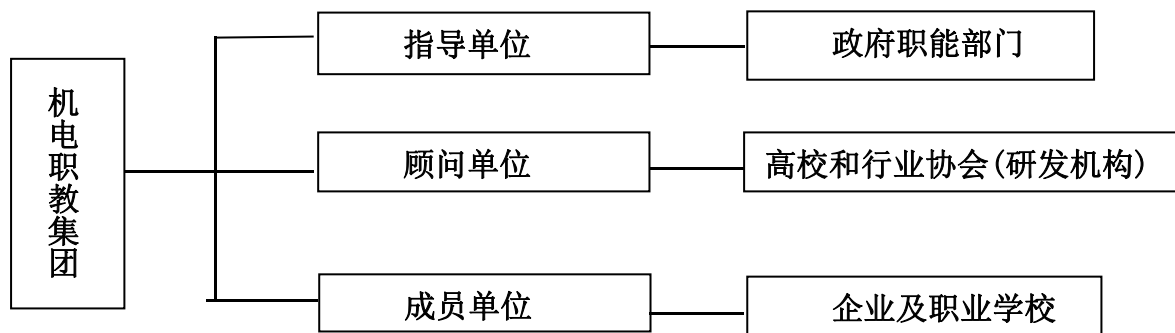 机电职教集团
指导单位
政府职能部门
顾问单位
高校和行业协会(研发机构)
成员单位
企业及职业学校